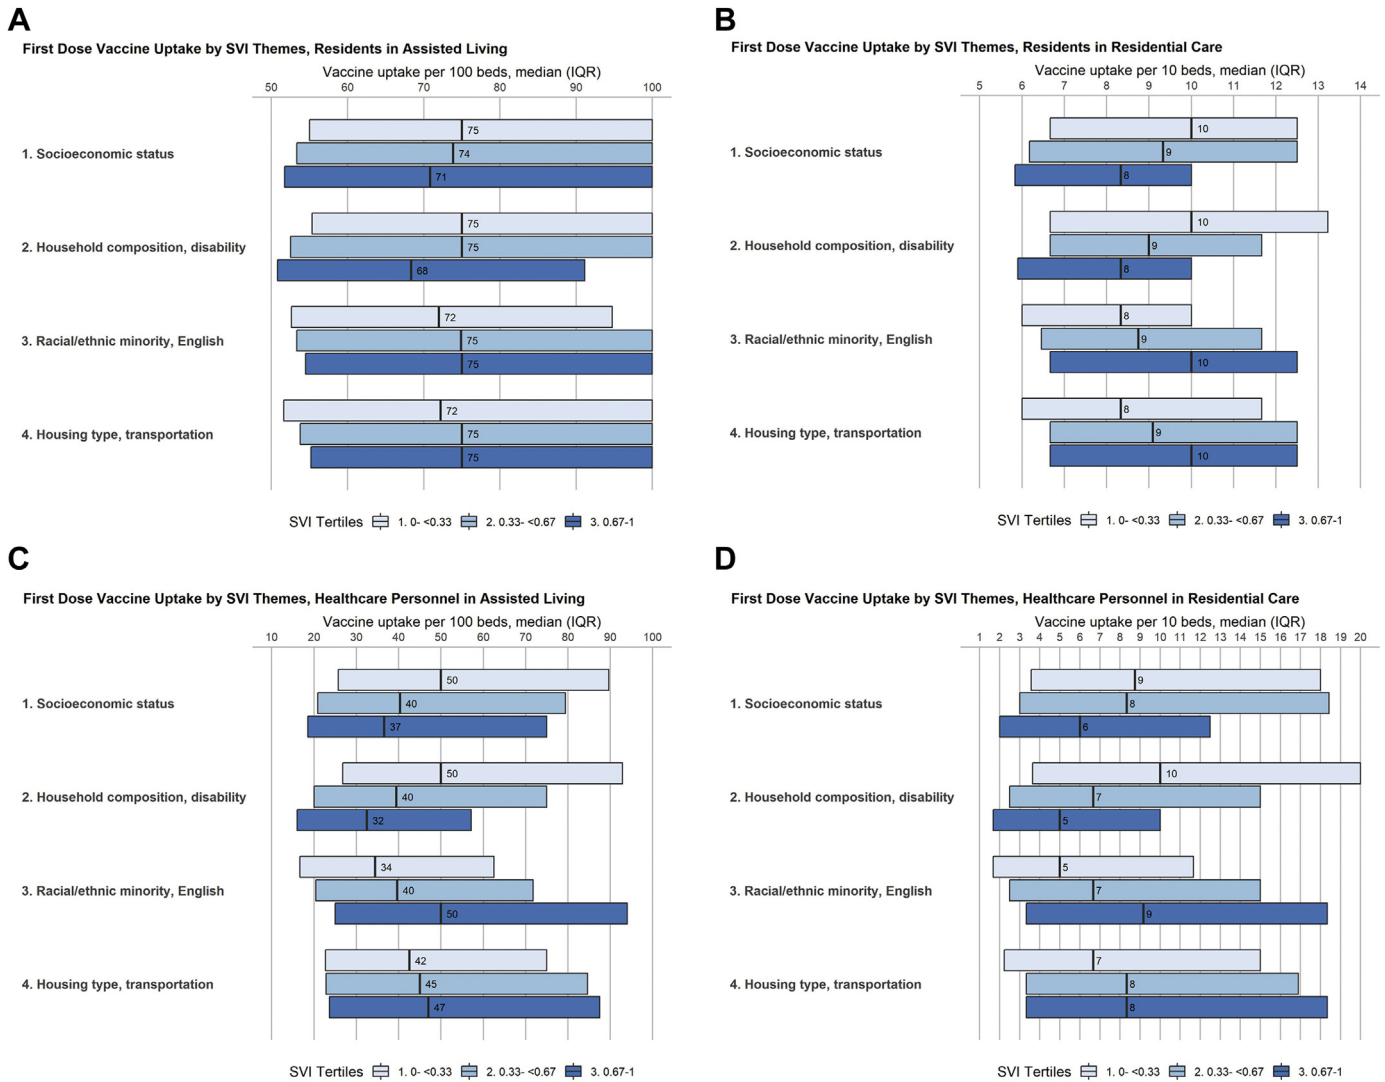 A
First Dose Vaccine Uptake by SVI Themes, Residents in Assisted Living
Vaccine uptake per 100 beds, median (IQR)
50 60 70 80 90 100
75
1. Socioeconomic status
74
71
75
2. Household composition, disability
75
68
72
3. Racial/ethnic minority, English
75
75
72
4. Housing type, transportation
75
75
SVI Tertiles 1. 0- <0.33 2. 0.33- <0.67 3. 0.67-1
B
First Dose Vaccine Uptake by SVI Themes, Residents in Residential Care
Vaccine uptake per 10 beds, median (IQR)
5 6 7 8 9 10 11 12 13 14
10
1. Socioeconomic status
9
8
10
2. Household composition, disability
9
8
8
3. Racial/ethnic minority, English
9
10
8
4. Housing type, transportation
9
10
SVI Tertiles 1. 0- <0.33 2. 0.33- <0.67 3. 0.67-1
C
First Dose Vaccine Uptake by SVI Themes, Healthcare Personnel in Assisted Living
Vaccine uptake per 100 beds, median (IQR)
10 20 30 40 50 60 70 80 90 100
50
1. Socioeconomic status
40
37
50
2. Household composition, disability
40
32
34
3. Racial/ethnic minority, English
40
50
42
4. Housing type, transportation
45
47
SVI Tertiles 1. 0- <0.33 2. 0.33- <0.67 3. 0.67-1
D
First Dose Vaccine Uptake by SVI Themes, Healthcare Personnel in Residential Care
Vaccine uptake per 10 beds, median (IQR)
1 2 3 4 5 6 7 8 9 10 11 12 13 14 15 16 17 18 19 20
9
1. Socioeconomic status
8
6
10
2. Household composition, disability
7
5
5
3. Racial/ethnic minority, English
7
9
7
4. Housing type, transportation
8
8
SVI Tertiles 1. 0- <0.33 2. 0.33- <0.67 3. 0.67-1